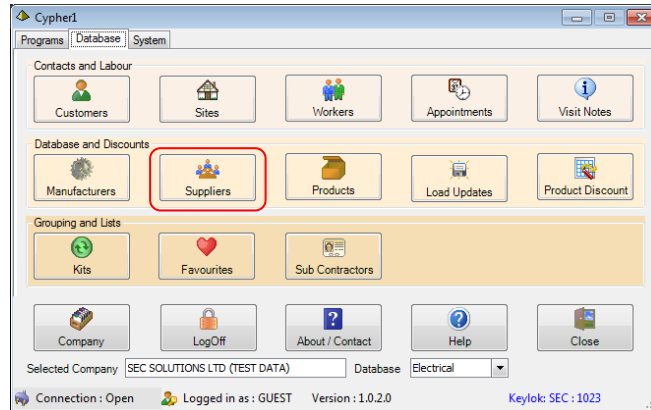 Cypher1
Programs Database System
Contacts and Labour
Customers Sites Workers Appointments Visit Notes
Database and Discounts
Manufacturers Suppliers Products Load Updates Product Discount
Grouping and Lists
Kits Favourites Sub Contractors
Company LogOff About / Contact Help Close
Selected Company SEC SOLUTIONS LTD (TEST DATA) Database Electrical
Connection : Open Logged in as : GUEST Version : 1.0.2.0 Keylok: SEC : 1023